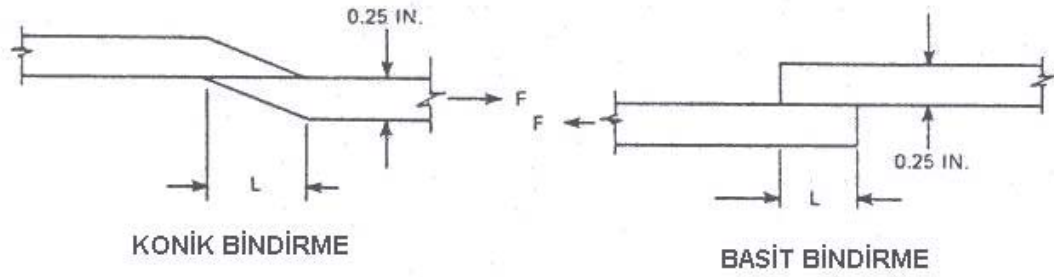 0.25 IN.
F
L
KONİK BİNDİRME
F
0.25 IN.
L
BASİT BİNDİRME